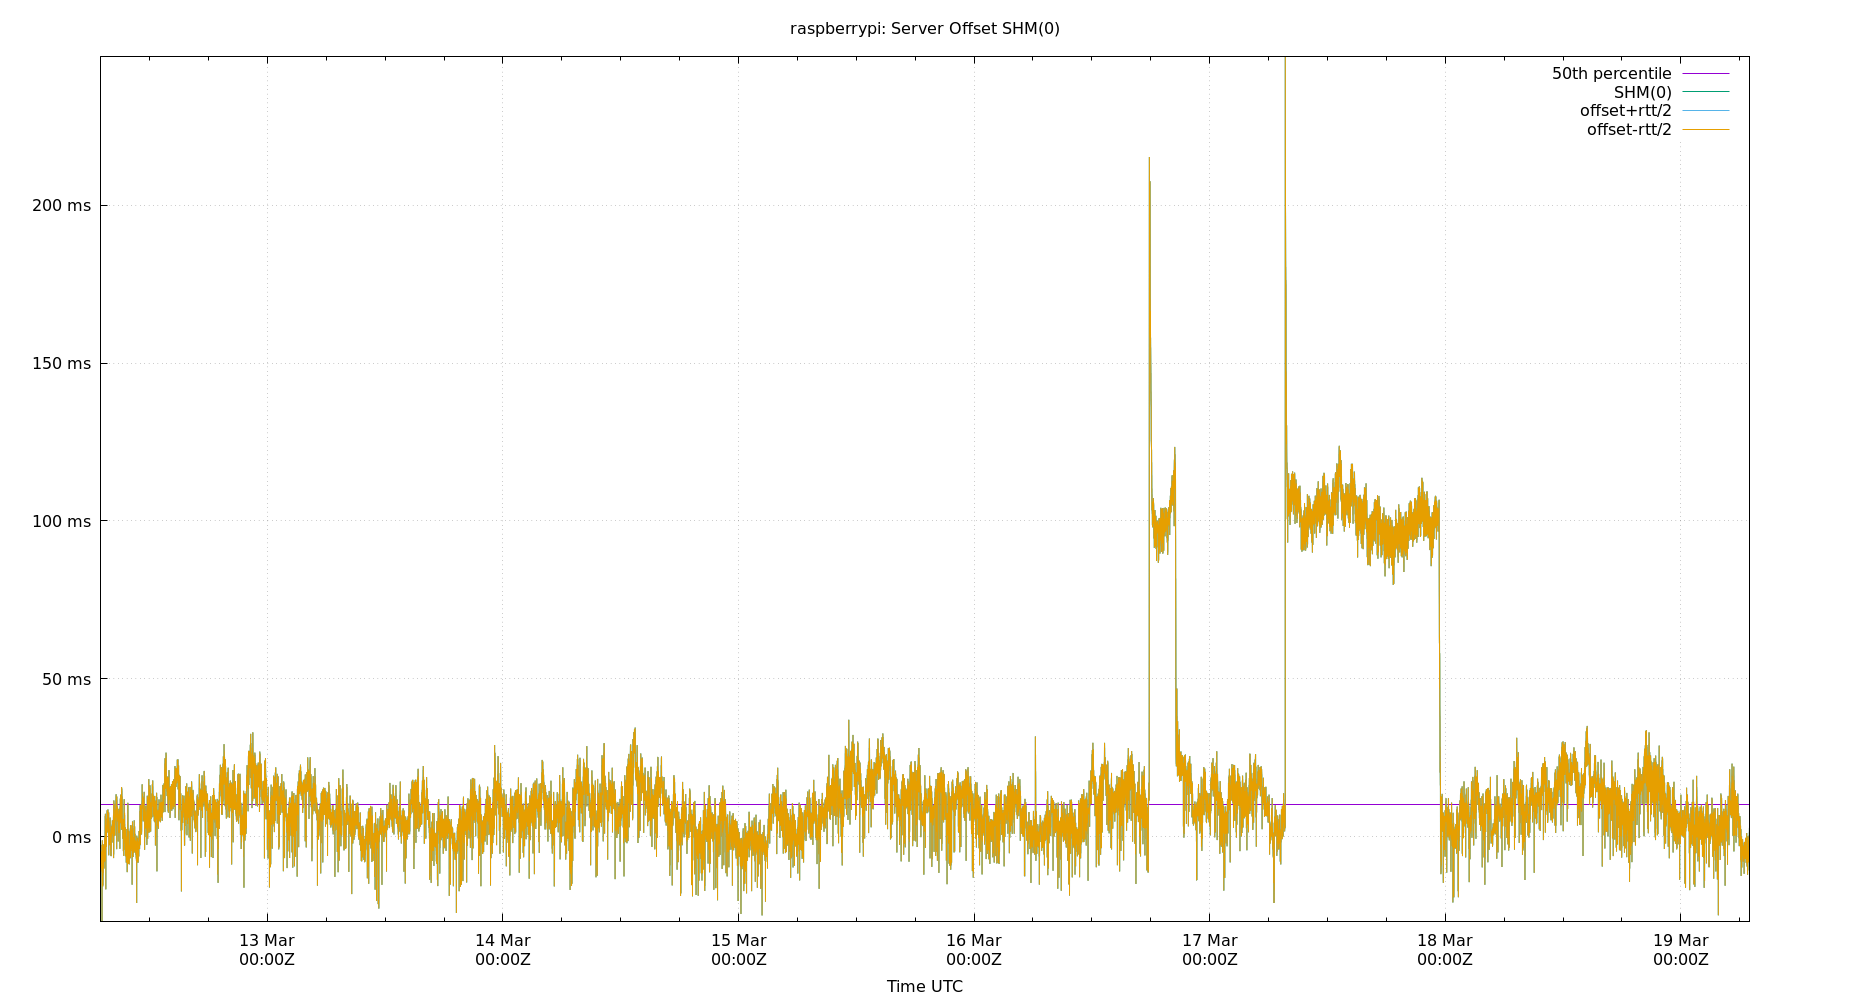 raspberrypi: Server Offset SHM(0)
50th percentile
SHM(0)
offset+rtt/2
offset-rtt/2
200 ms
150 ms
100 ms
50 ms
0 ms
13 Mar 14 Mar 15 Mar 16 Mar 17 Mar 18 Mar 19 Mar
00:00Z 00:00Z 00:00Z 00:00Z 00:00Z 00:00Z 00:00Z
Time UTC